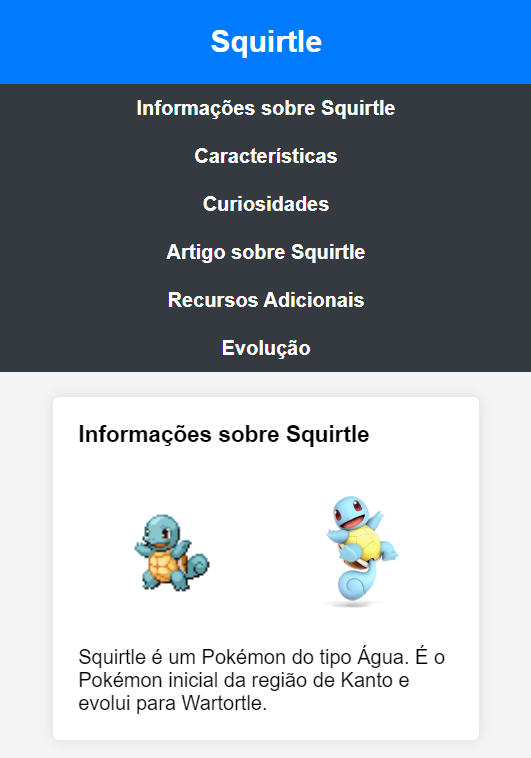 Squirtle
Informações sobre Squirtle
Características
Curiosidades
Artigo sobre Squirtle
Recursos Adicionais
Evolução
Informações sobre Squirtle
Squirtle é um Pokémon do tipo Água. É o
Pokémon inicial da região de Kanto e
evolui para Wartortle.